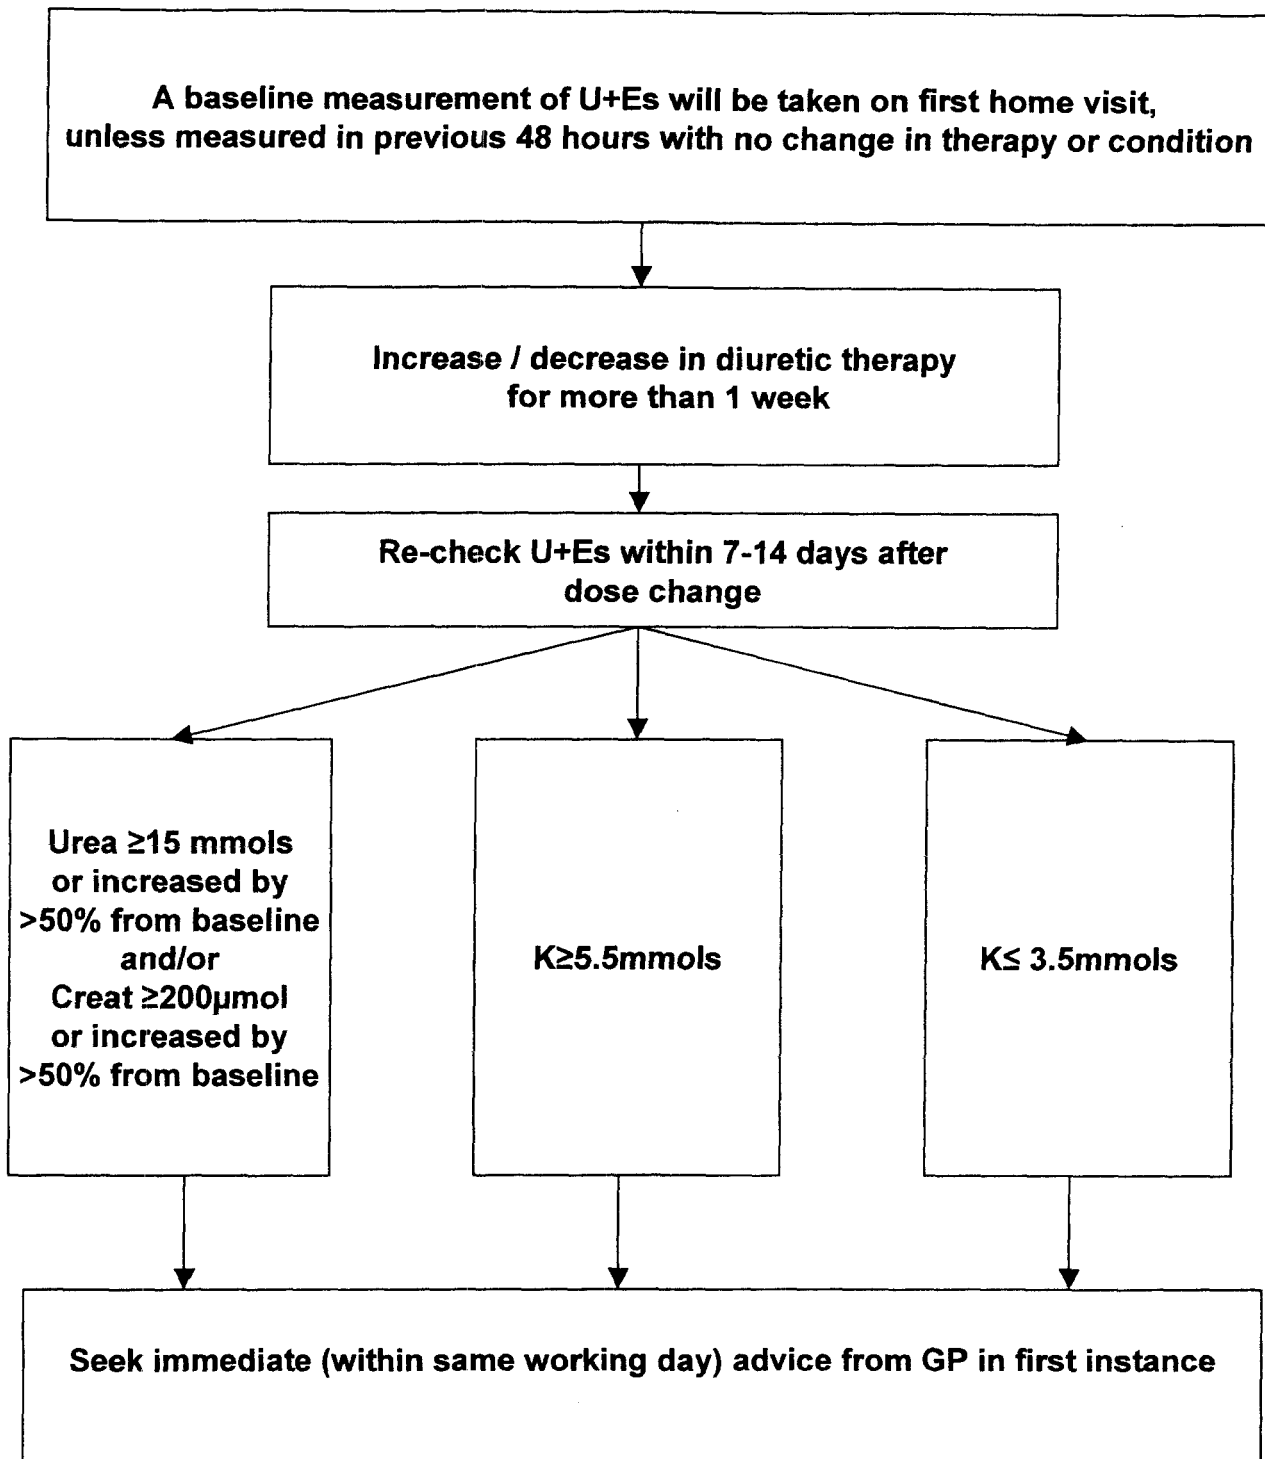 A baseline measurement of U+Es will be taken on first home visit,
unless measured in previous 48 hours with no change in therapy or condition
Increase / decrease in diuretic therapy
for more than 1 week
Re-check U+Es within 7-14 days after
dose change
Urea ≥15 mmols
or increased by
>50% from baseline
and/or
Creat ≥200µmol
or increased by
>50% from baseline
K≥5.5mmols
K≤ 3.5mmols
Seek immediate (within same working day) advice from GP in first instance